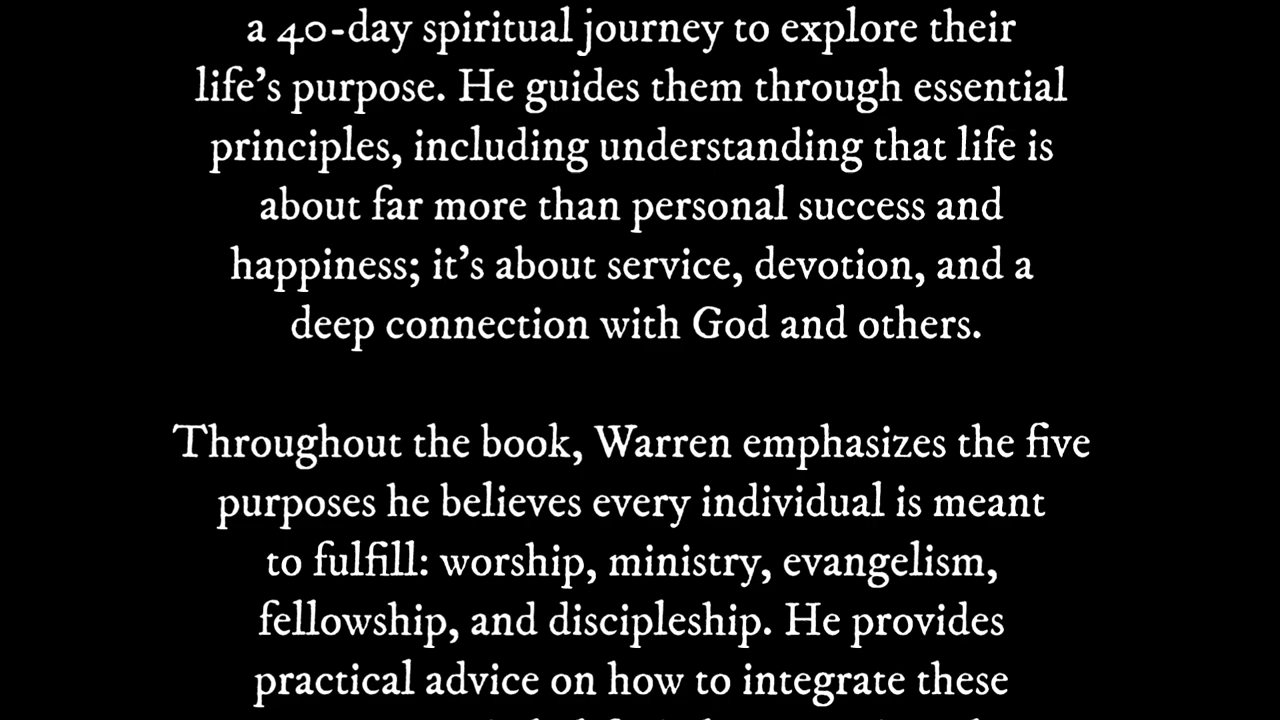 a 40-day spiritual journey to explore their
life's purpose. He guides them through essential
principles, including understanding that life is
about far more than personal success and
happiness; it's about service, devotion, and a
deep connection with God and others.
Throughout the book, Warren emphasizes the five
purposes he believes every individual is meant
to fulfill: worship, ministry, evangelism,
fellowship, and discipleship. He provides
practical advice on how to integrate these